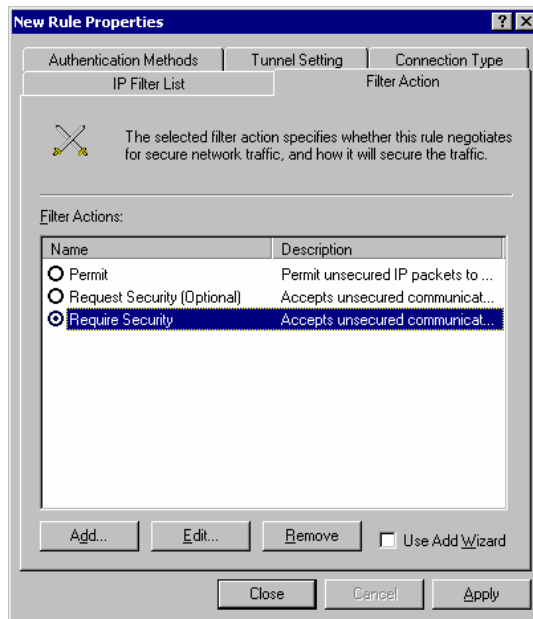 New Rule Properties
Authentication Methods Tunnel Setting Connection Type
IP Filter List Filter Action
The selected filter action specifies whether this rule negotiates
for secure network traffic, and how it will secure the traffic.
Filter Actions:
Name Description
Permit Permit unsecured IP packets to ...
Request Security (Optional) Accepts unsecured communicat...
Require Security Accepts unsecured communicat...
Add... Edit... Remove Use Add Wizard
Close Cancel Apply